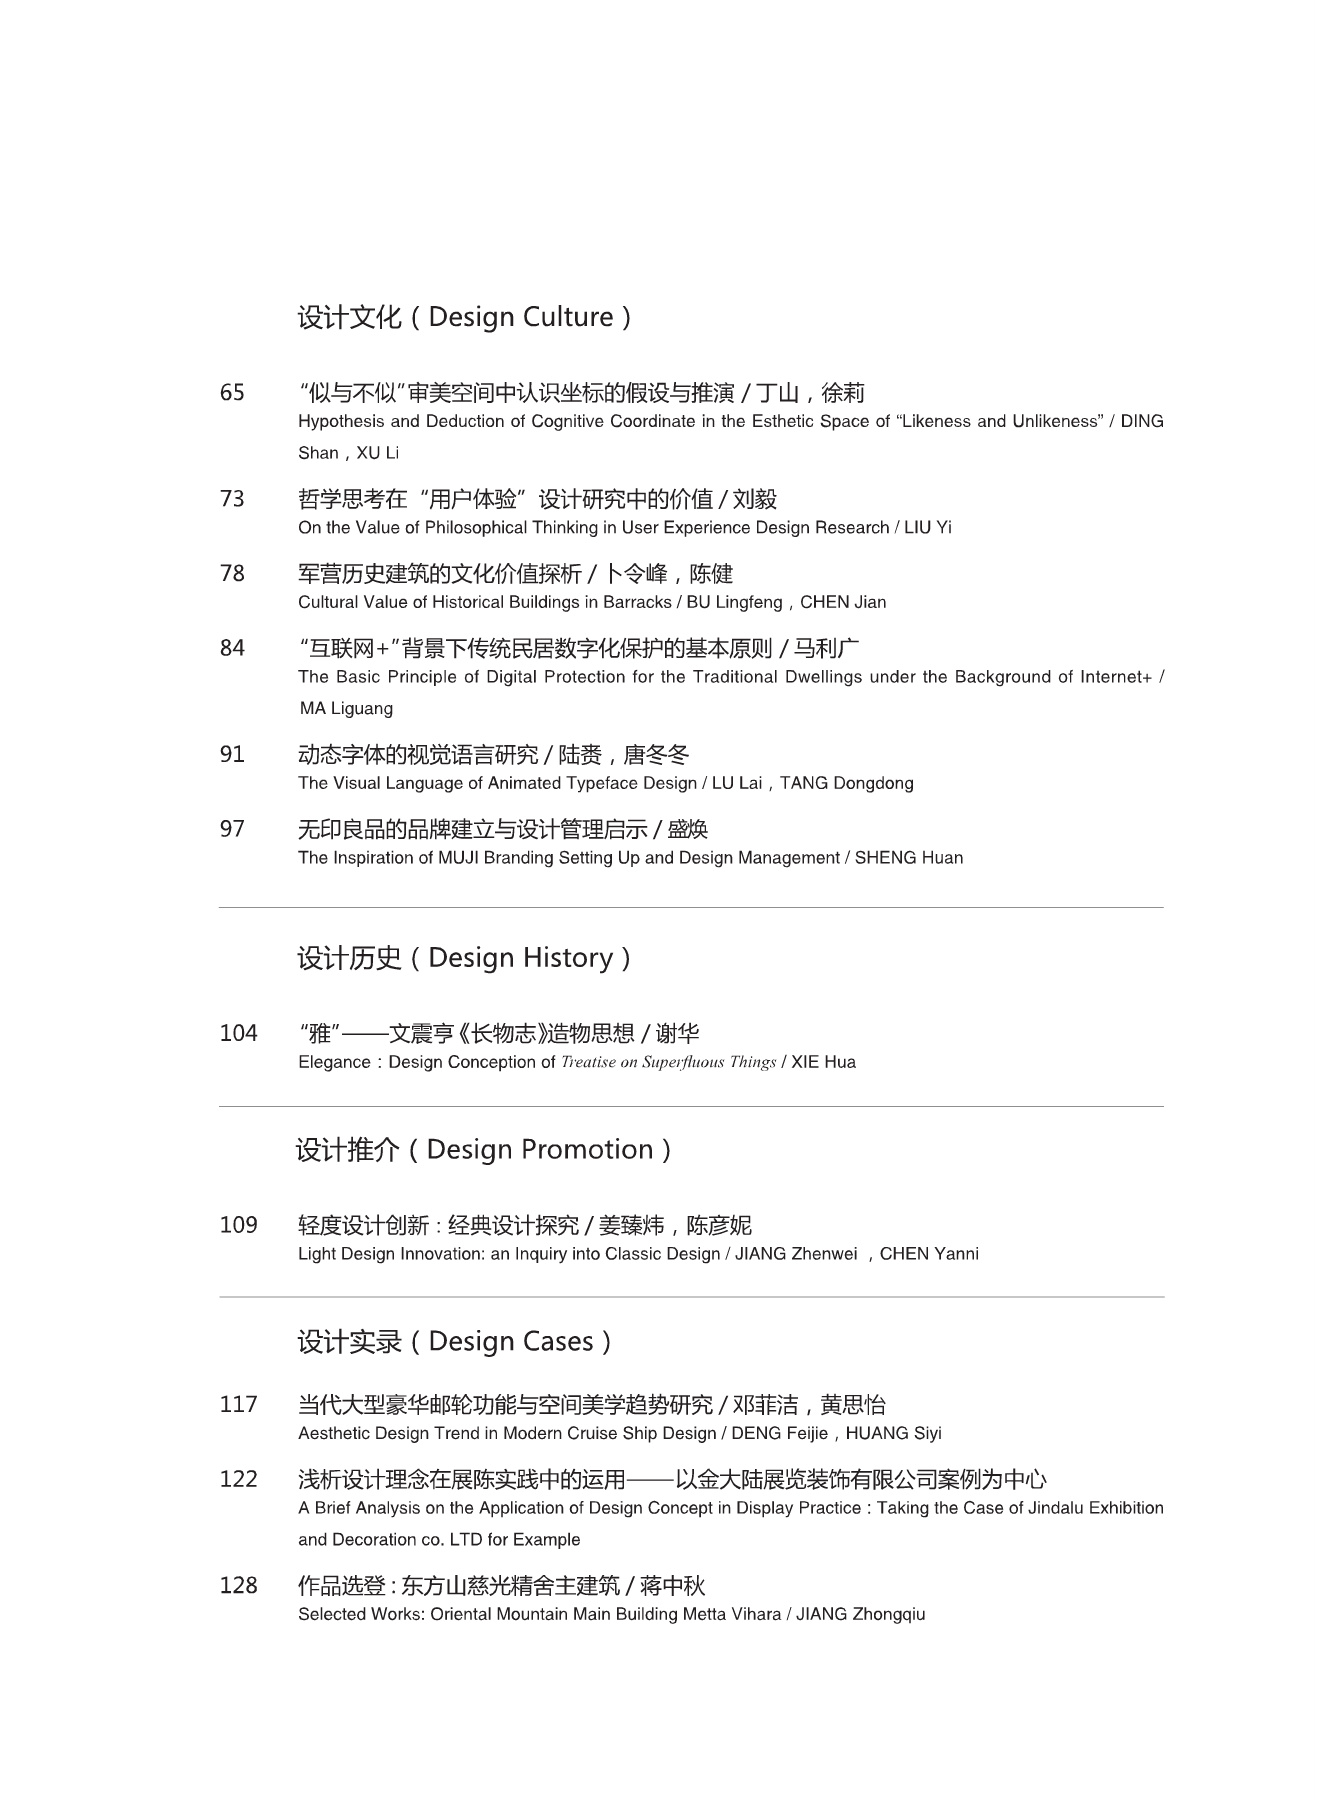 设计文化（Design Culture）
65 “似与不似”审美空间中认识坐标的假设与推演 / 丁山，徐莉
Hypothesis and Deduction of Cognitive Coordinate in the Esthetic Space of “Likeness and Unlikeness” / DING
Shan，XU Li
73 哲学思考在“用户体验”设计研究中的价值 / 刘毅
On the Value of Philosophical Thinking in User Experience Design Research / LIU Yi
78 军营历史建筑的文化价值探析 / 卜令峰，陈健
Cultural Value of Historical Buildings in Barracks / BU Lingfeng，CHEN Jian
84 “互联网+”背景下传统民居数字化保护的基本原则 / 马利广
The Basic Principle of Digital Protection for the Traditional Dwellings under the Background of Internet+ /
MA Liguang
91 动态字体的视觉语言研究 / 陆赉，唐冬冬
The Visual Language of Animated Typeface Design / LU Lai，TANG Dongdong
97 无印良品的品牌建立与设计管理启示 / 盛焕
The Inspiration of MUJI Branding Setting Up and Design Management / SHENG Huan
设计历史（Design History）
104 “雅”——文震亨《长物志》造物思想 / 谢华
Elegance：Design Conception of Treatise on Superfluous Things / XIE Hua
设计推介（Design Promotion）
109 轻度设计创新：经典设计探究 / 姜臻炜，陈彦妮
Light Design Innovation: an Inquiry into Classic Design / JIANG Zhenwei ，CHEN Yanni
设计实录（Design Cases）
117 当代大型豪华邮轮功能与空间美学趋势研究 / 邓菲洁，黄思怡
Aesthetic Design Trend in Modern Cruise Ship Design / DENG Feijie，HUANG Siyi
122 浅析设计理念在展陈实践中的运用——以金大陆展览装饰有限公司案例为中心
A Brief Analysis on the Application of Design Concept in Display Practice：Taking the Case of Jindalu Exhibition
and Decoration co. LTD for Example
128 作品选登：东方山慈光精舍主建筑 / 蒋中秋
Selected Works: Oriental Mountain Main Building Metta Vihara / JIANG Zhongqiu